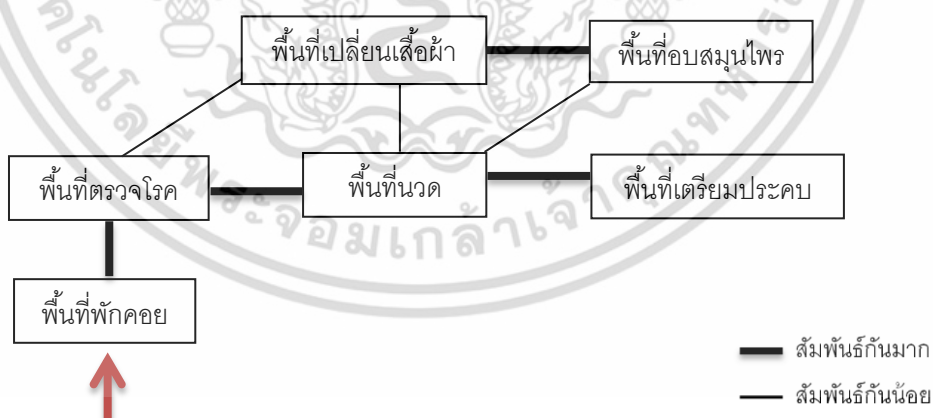 พื้นที่เปลี่ยนเสื้อผ้า
พื้นที่อบสมุนไพร
พื้นที่ตรวจโรค
พื้นที่นวด
พื้นที่เตรียมประคบ
พื้นที่พักคอย
สัมพันธ์กันมาก
สัมพันธ์กันน้อย